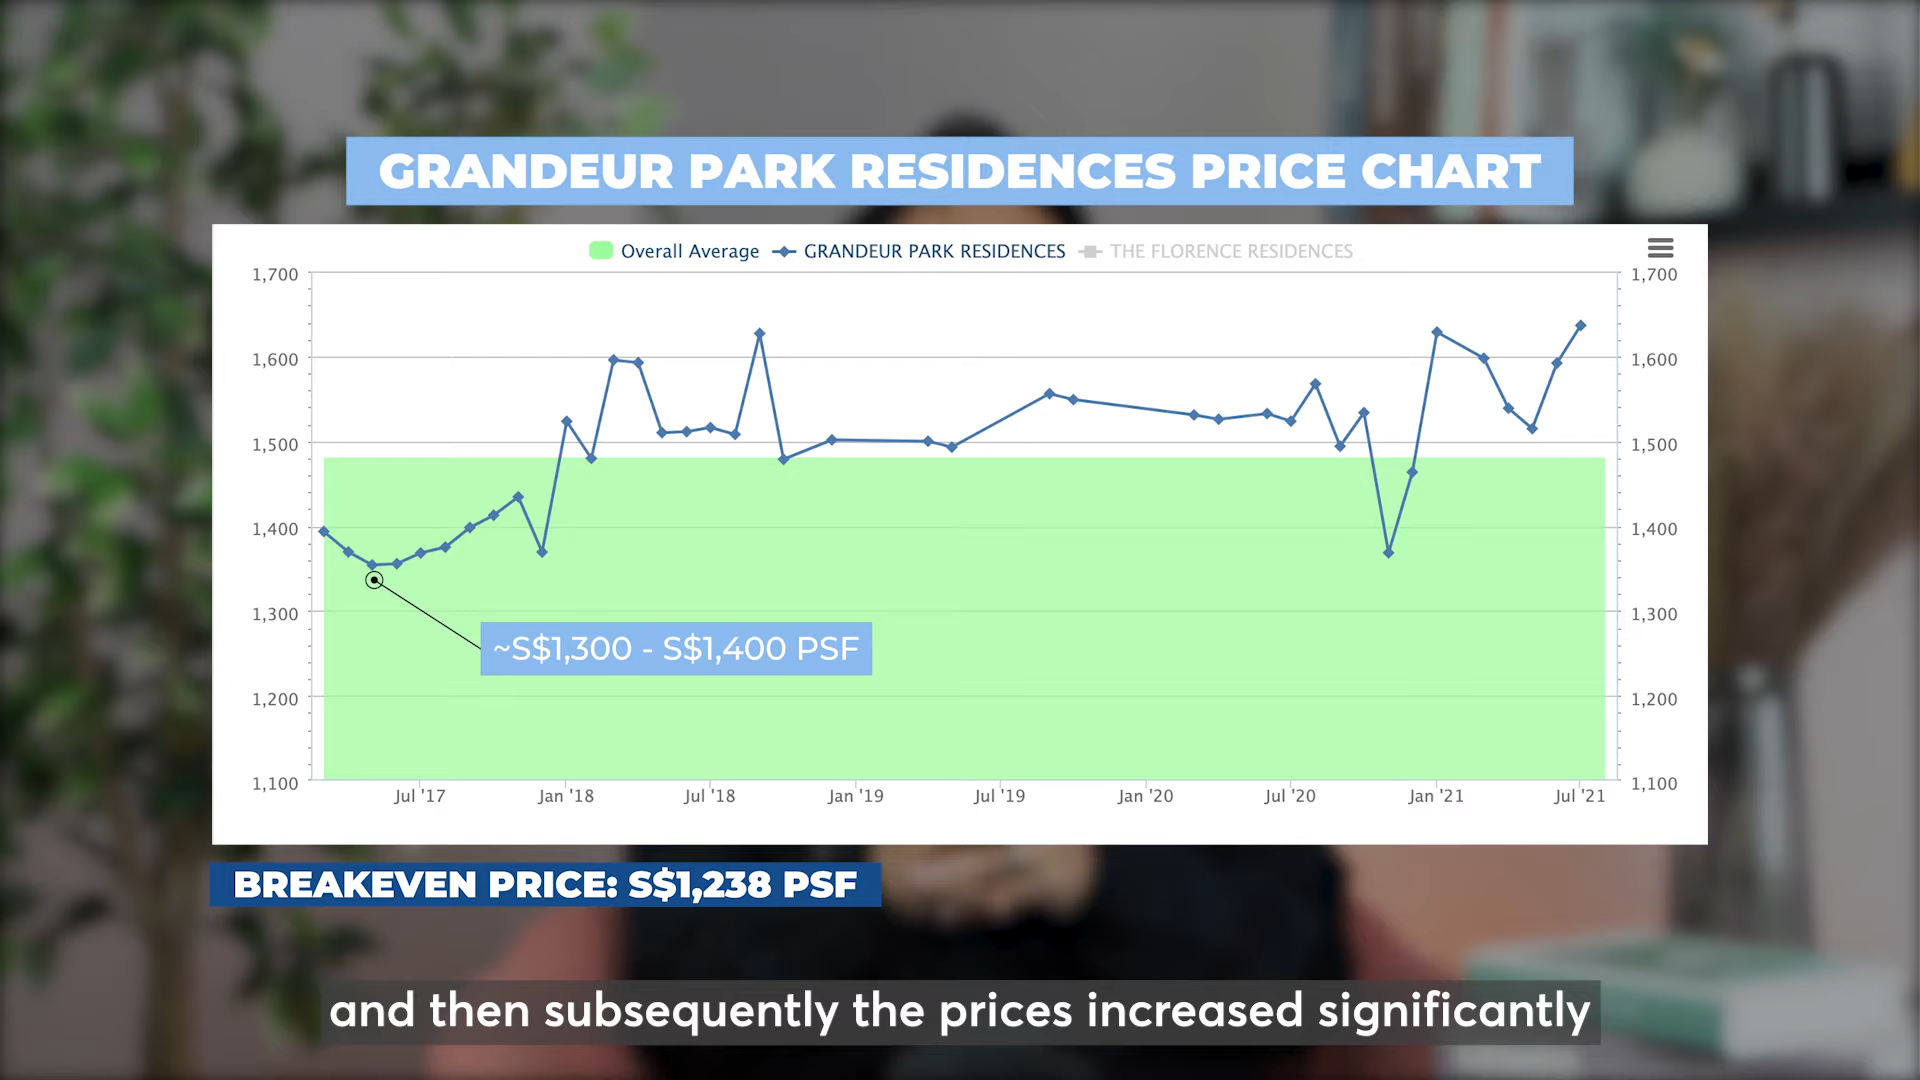 GRANDEUR PARK RESIDENCES PRICE CHART
Overall Average GRANDEUR PARK RESIDENCES THE FLORENCE RESIDENCES
1,700 1,700
1,600 1,600
1,500 1,500
1,400 1,400
1,300 1,300
~S$1,300 - S$1,400 PSF
1,200 1,200
1,100 1,100
Jul '17 Jan '18 Jul '18 Jan '19 Jul '19 Jan '20 Jul '20 Jan '21 Jul '21
BREAKEVEN PRICE: S$1,238 PSF
and then subsequently the prices increased significantly